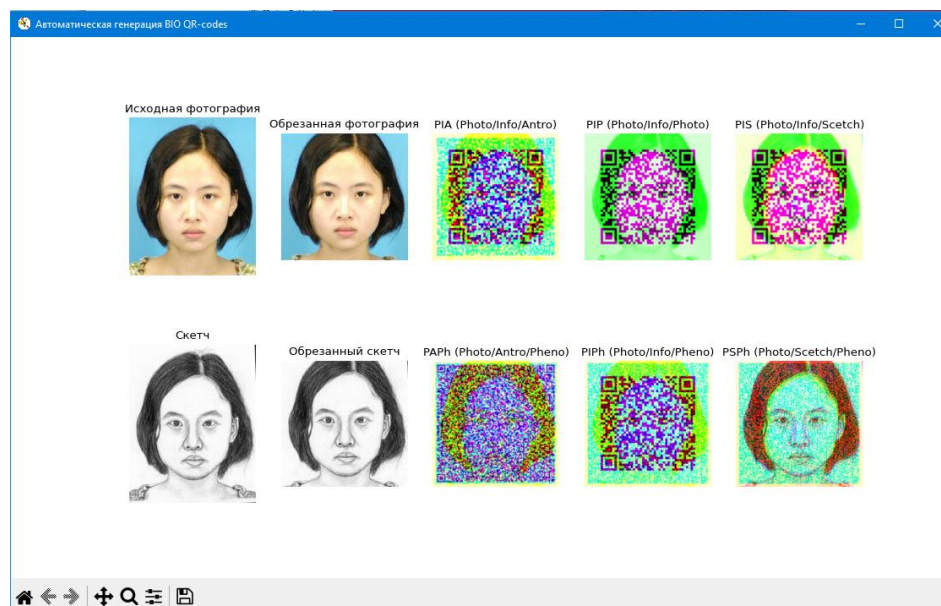 Автоматическая генерация BIO QR-codes
Исходная фотография
Обрезанная фотография
PIA (Photo/Info/Antro)
PIP (Photo/Info/Photo)
PIS (Photo/Info/Scetch)
Скетч
Обрезанный скетч
PAPh (Photo/Antro/Pheno)
PIPh (Photo/Info/Pheno)
PSPh (Photo/Scetch/Pheno)